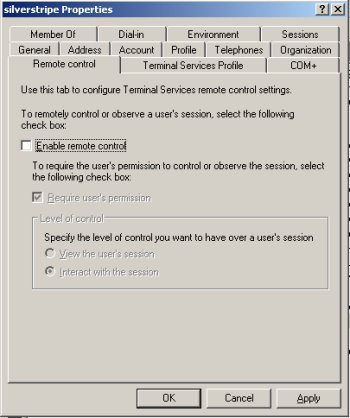 silverstripe Properties
Member Of Dial-in Environment Sessions
General Address Account Profile Telephones Organization
Remote control Terminal Services Profile COM+
Use this tab to configure Terminal Services remote control settings.
To remotely control or observe a user's session, select the following
check box:
Enable remote control
To require the user's permission to control or observe the session, select
the following check box:
Require user's permission
Level of control
Specify the level of control you want to have over a user's session
View the user's session
Interact with the session
OK Cancel Apply